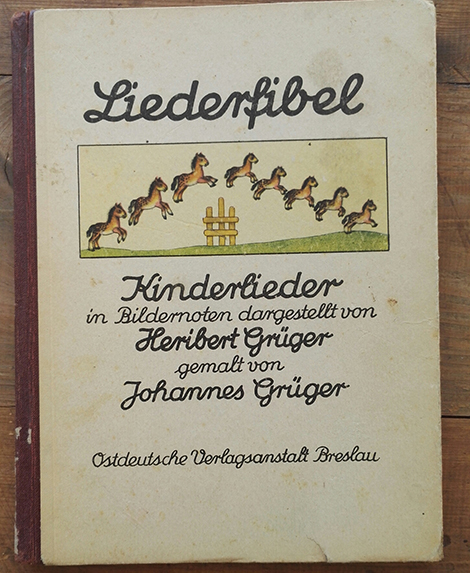 Liederfibel
Kinderlieder
in Bildernoten dargestellt von
Heribert Grüger
gemalt von
Johannes Grüger
Ostdeutsche Verlagsanstalt Breslau